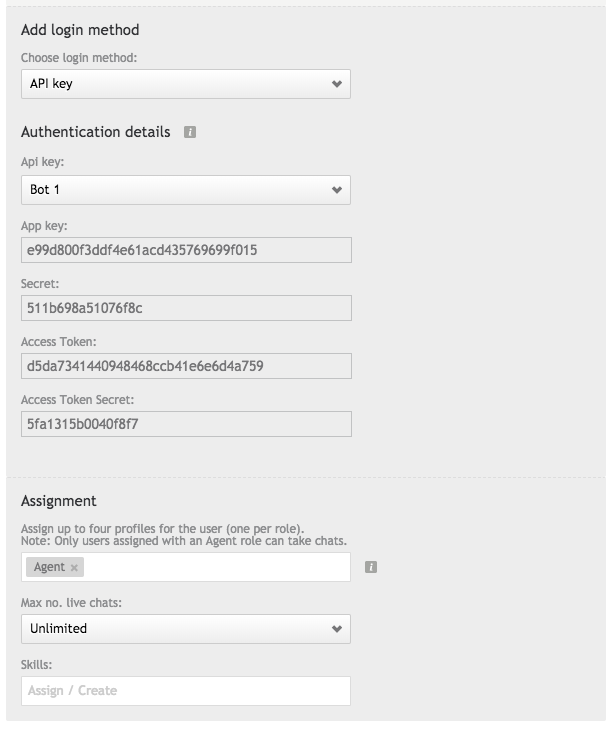 Add login method
Choose login method:
API key
Authentication details
Api key:
Bot 1
App key:
e99d800f3ddf4e61acd435769699f015
Secret:
511b698a51076f8c
Access Token:
d5da7341440948468ccb41e6e6d4a759
Access Token Secret:
5fa1315b0040f8f7
Assignment
Assign up to four profiles for the user (one per role).
Note: Only users assigned with an Agent role can take chats.
Agent ×
Max no. live chats:
Unlimited
Skills:
Assign / Create